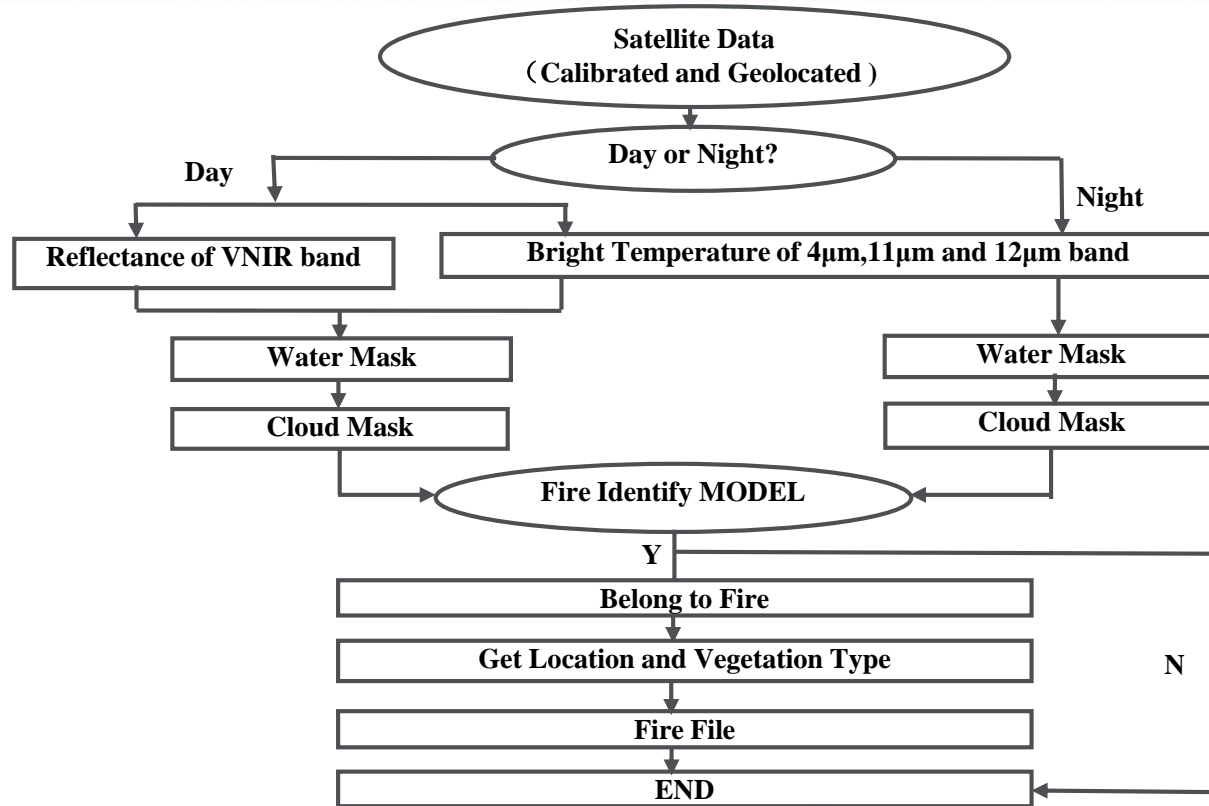 Satellite Data
（Calibrated and Geolocated )
Day or Night?
Day
Night
Reflectance of VNIR band
Bright Temperature of 4μm,11μm and 12μm band
Water Mask
Water Mask
Cloud Mask
Cloud Mask
Fire Identify MODEL
Y
Belong to Fire
Get Location and Vegetation Type
N
Fire File
END